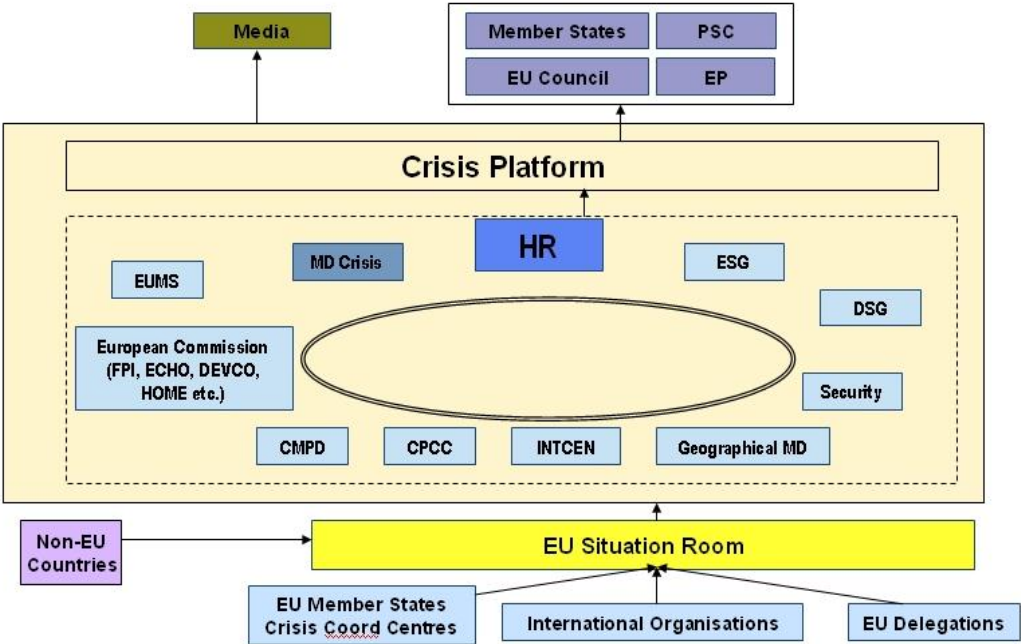 Media
Member States
PSC
EU Council
EP
Crisis Platform
HR
MD Crisis
ESG
EUMS
DSG
European Commission
(FPI, ECHO, DEVCO,
HOME etc.)
Security
CMPD
CPCC
INTCEN
Geographical MD
Non-EU
Countries
EU Situation Room
EU Member States
Crisis Coord Centres
International Organisations
EU Delegations